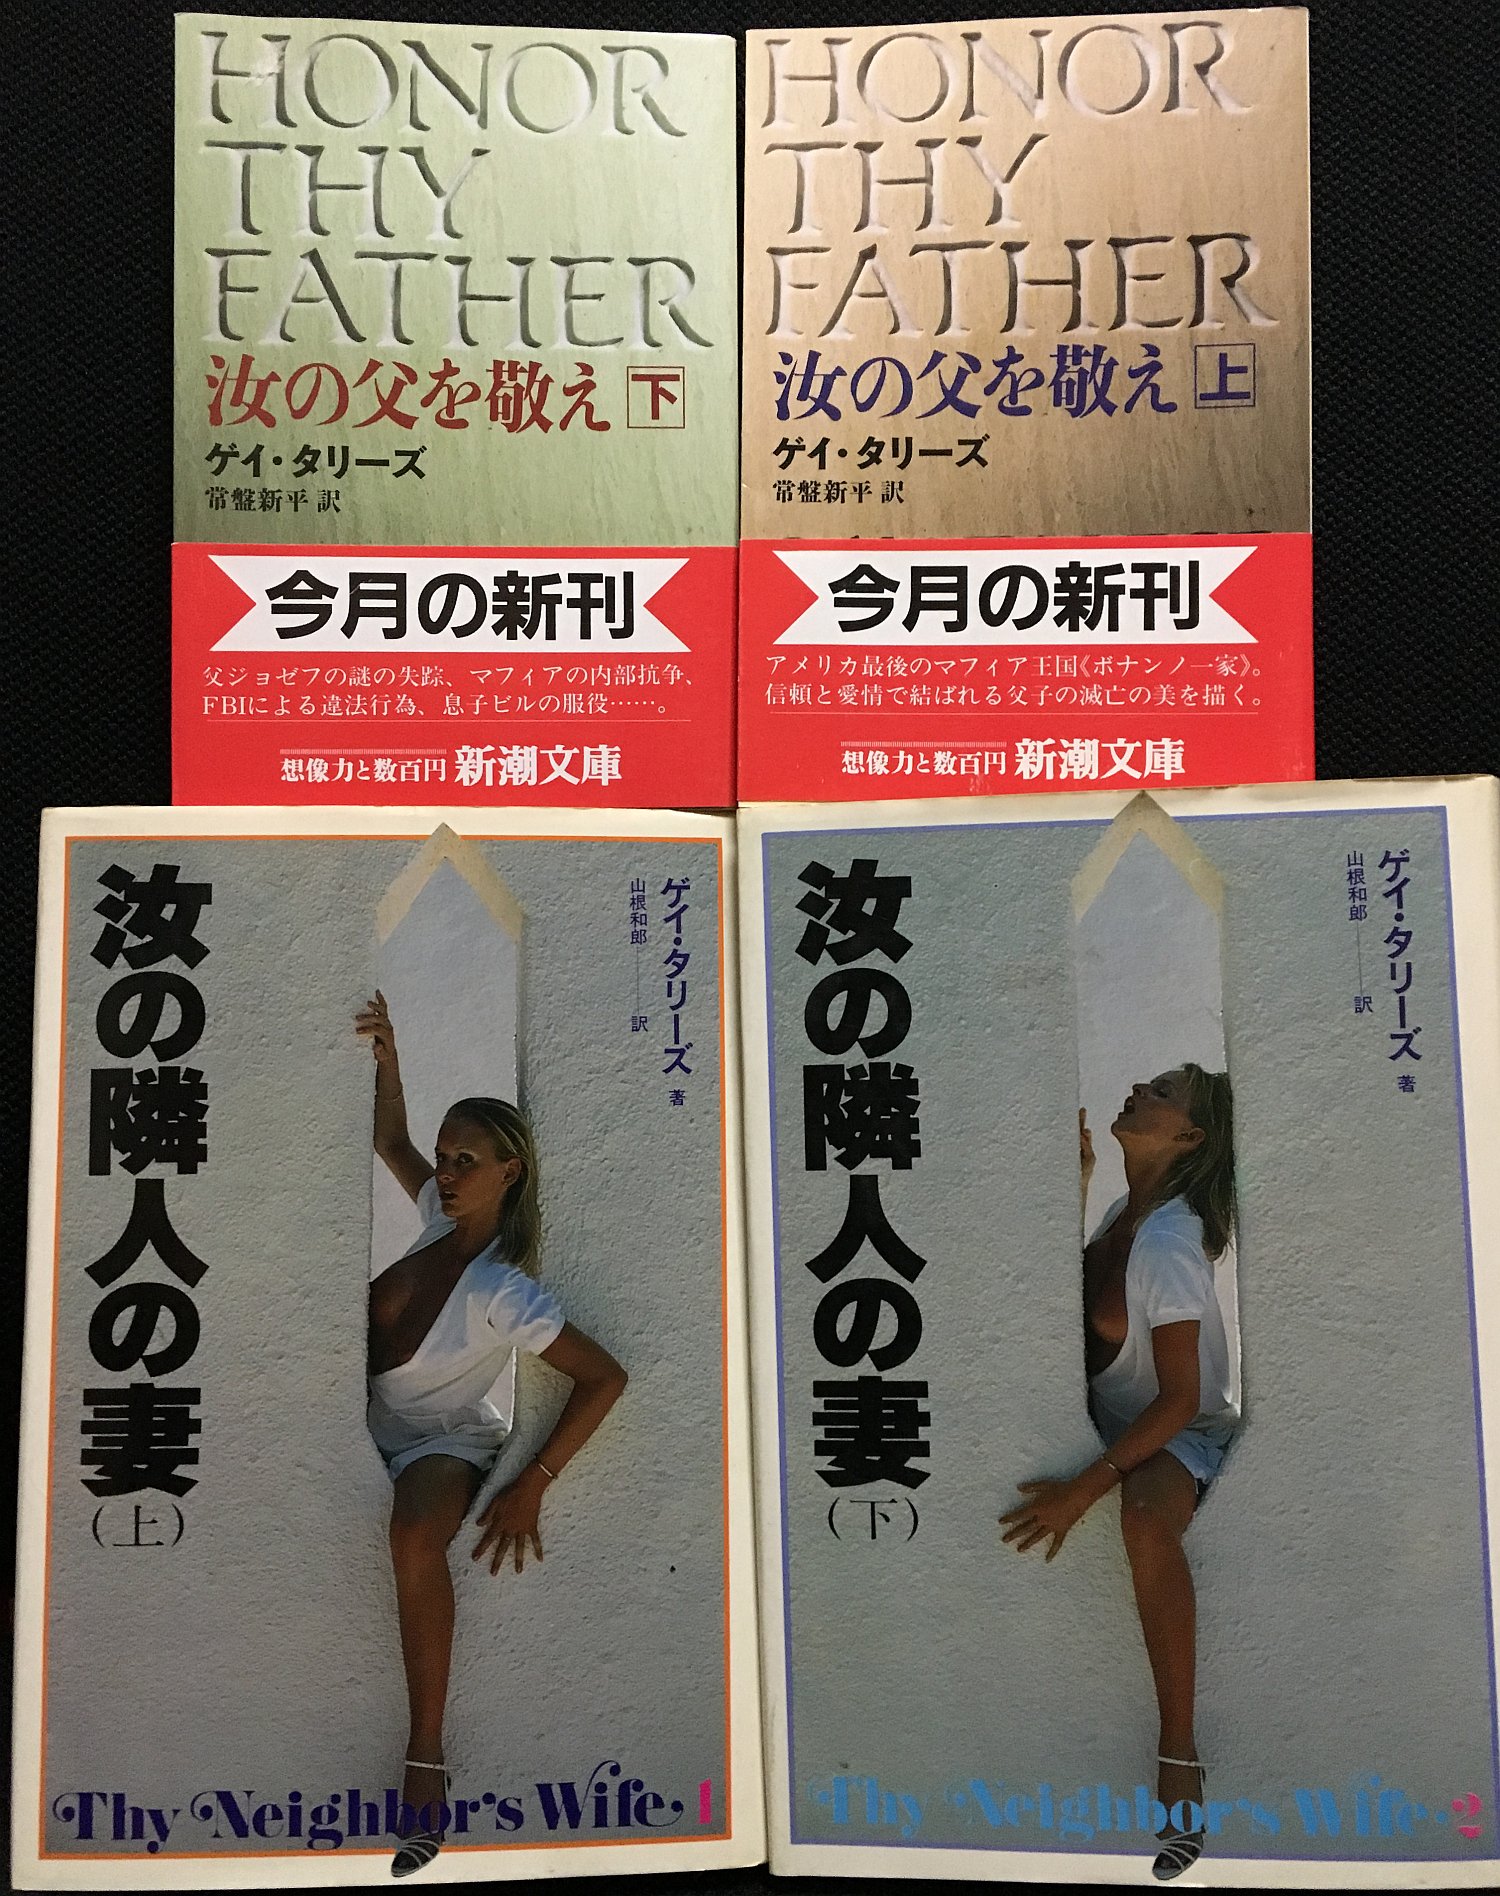 HONOR
THY
FATHER
汝の父を敬え 下
ゲイ・タリーズ
常盤新平 訳
今月の新刊
父ジョゼフの謎の失踪、マフィアの内部抗争、
FBIによる違法行為、息子ビルの服役……。
想像力と数百円 新潮文庫
HONOR
THY
FATHER
汝の父を敬え 上
ゲイ・タリーズ
常盤新平 訳
今月の新刊
アメリカ最後のマフィア王国《ボナンノ一家》。
信頼と愛情で結ばれる父子の滅亡の美を描く。
想像力と数百円 新潮文庫
汝の隣人の妻(上)
ゲイ・タリーズ 著
山根和郎――訳
Thy Neighbor's Wife・1
汝の隣人の妻(下)
ゲイ・タリーズ 著
山根和郎――訳
Thy Neighbor's Wife・2